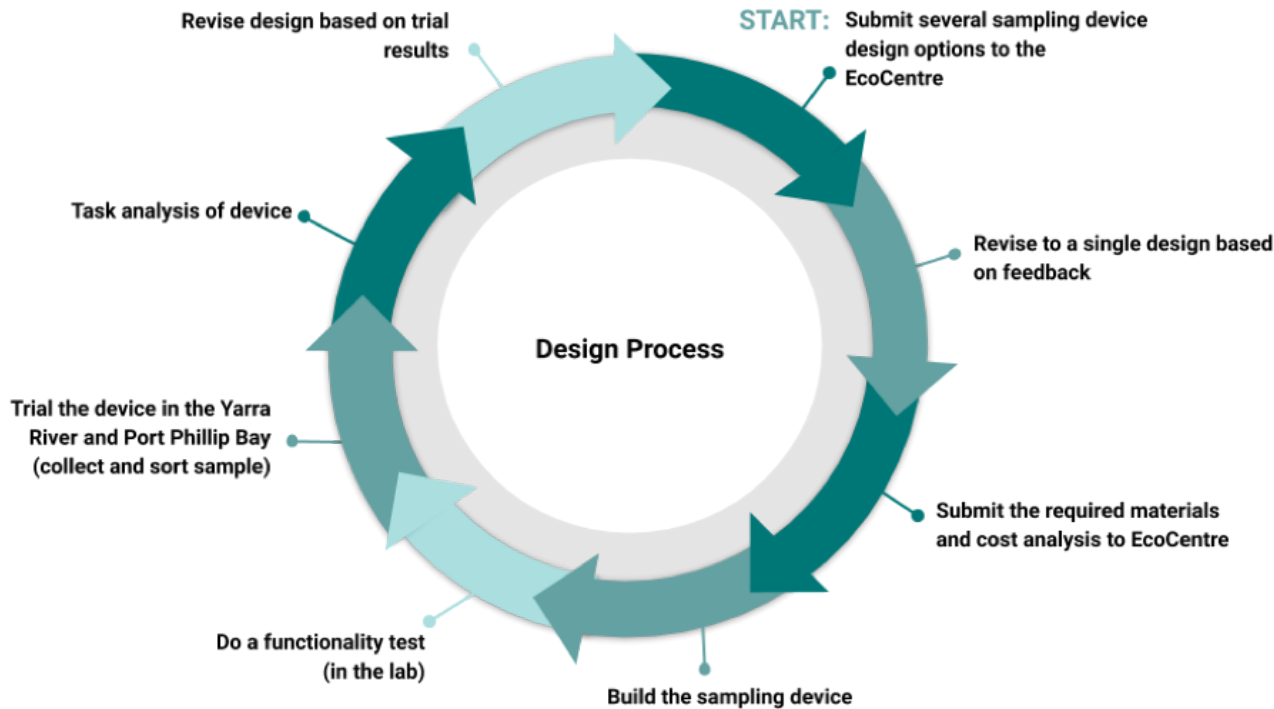 START:
Submit several sampling device
design options to the
EcoCentre
Revise to a single design based
on feedback
Submit the required materials
and cost analysis to EcoCentre
Build the sampling device
Do a functionality test
(in the lab)
Trial the device in the Yarra
River and Port Phillip Bay
(collect and sort sample)
Task analysis of device
Revise design based on trial
results
Design Process